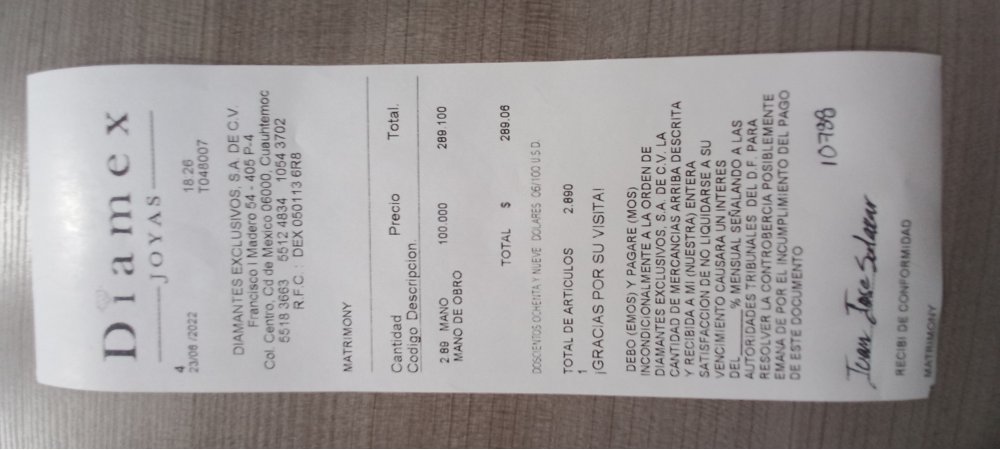 Diamex
JOYAS
4 18 26
23/06 /2022 T048007
DIAMANTES EXCLUSIVOS, S.A. DE C.V.
Francisco I Madero 54 - 405 P-4
Col. Centro, Cd de Mexico 06000, Cuauhtemoc
5518 3663 5512 4834 1054 3702
R.F.C. : DEX 050113 6R8
MATRIMONY
Cantidad Precio Total.
Codigo Descripcion
2.89 MANO 100.000 289.100
MANO DE OBRO
TOTAL $ 289.06
DOSCIENTOS OCHENTA Y NUEVE DOLARES 06/100 U S D.
TOTAL DE ARTICULOS 2.890
1
¡GRACIAS POR SU VISITA!
DEBO (EMOS) Y PAGARE (MOS)
INCONDICIONALMENTE A LA ORDEN DE
DIAMANTES EXCLUSIVOS, S.A. DE C.V. LA
CANTIDAD DE MERCANCIAS ARRIBA DESCRITA
Y RECIBIDA A MI (NUESTRA) ENTERA
SATISFACCION DE NO LIQUIDARSE A SU
VENCIMIENTO CAUSARA UN INTERES
DEL ______ % MENSUAL SEÑALANDO A LAS
AUTORIDADES TRIBUNALES DEL D.F. PARA
RESOLVER LA CONTROBERCIA POSIBLEMENTE
EMANA DE POR EL INCUMPLIMIENTO DEL PAGO
DE ESTE DOCUMENTO
Juan Jose Salazar 10798
RECIBI DE CONFORMIDAD
MATRIMONY